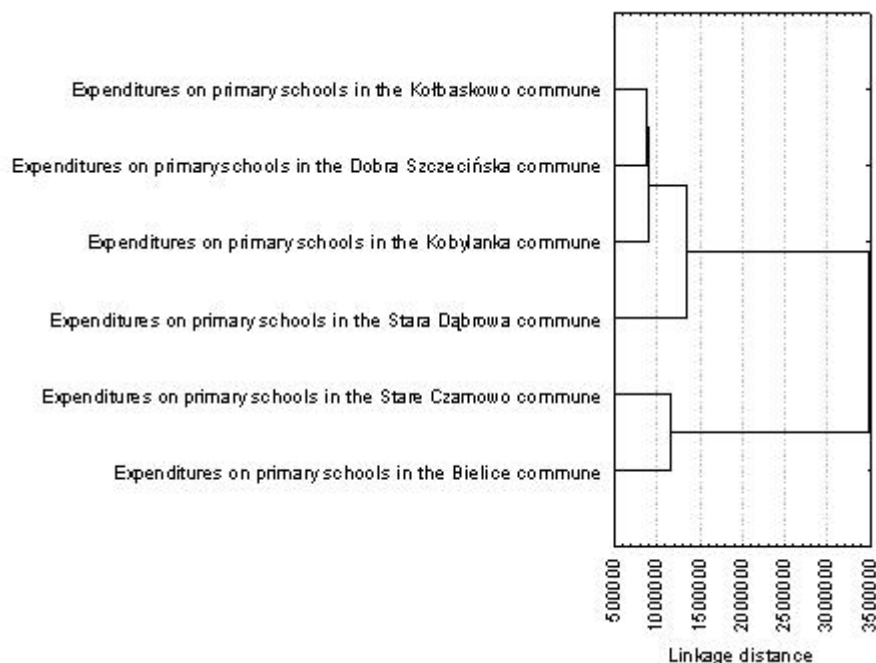 Expenditures on primary schools in the Kołbaskowo commune
Expenditures on primary schools in the Dobra Szczecińska commune
Expenditures on primary schools in the Kobylanka commune
Expenditures on primary schools in the Stara Dąbrowa commune
Expenditures on primary schools in the Stare Czarnowo commune
Expenditures on primary schools in the Bielice commune
500000
1000000
1500000
2000000
2500000
3000000
3500000
Linkage distance